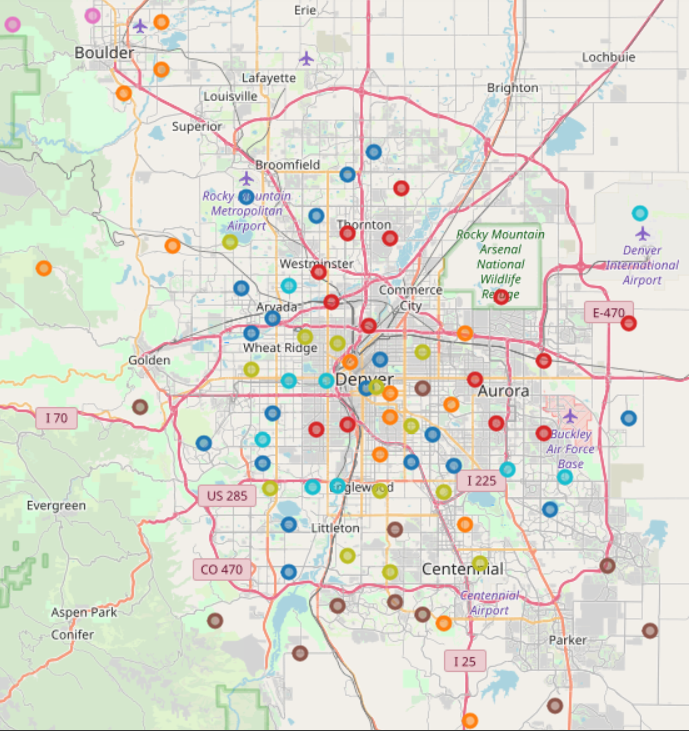 Erie
Boulder
Lochbuie
Lafayette
Brighton
Louisville
Superior
Broomfield
Rocky Mountain
Metropolitan
Airport
Thornton
Rocky Mountain
Arsenal
National
Wildlife
Refuge
Denver
International
Airport
Westminster
Commerce
City
Arvada
E-470
Wheat Ridge
Golden
Denver
Aurora
I 70
Buckley
Air Force
Base
I 225
Englewood
US 285
Evergreen
Littleton
CO 470
Centennial
Centennial
Airport
Aspen Park
Conifer
Parker
I 25